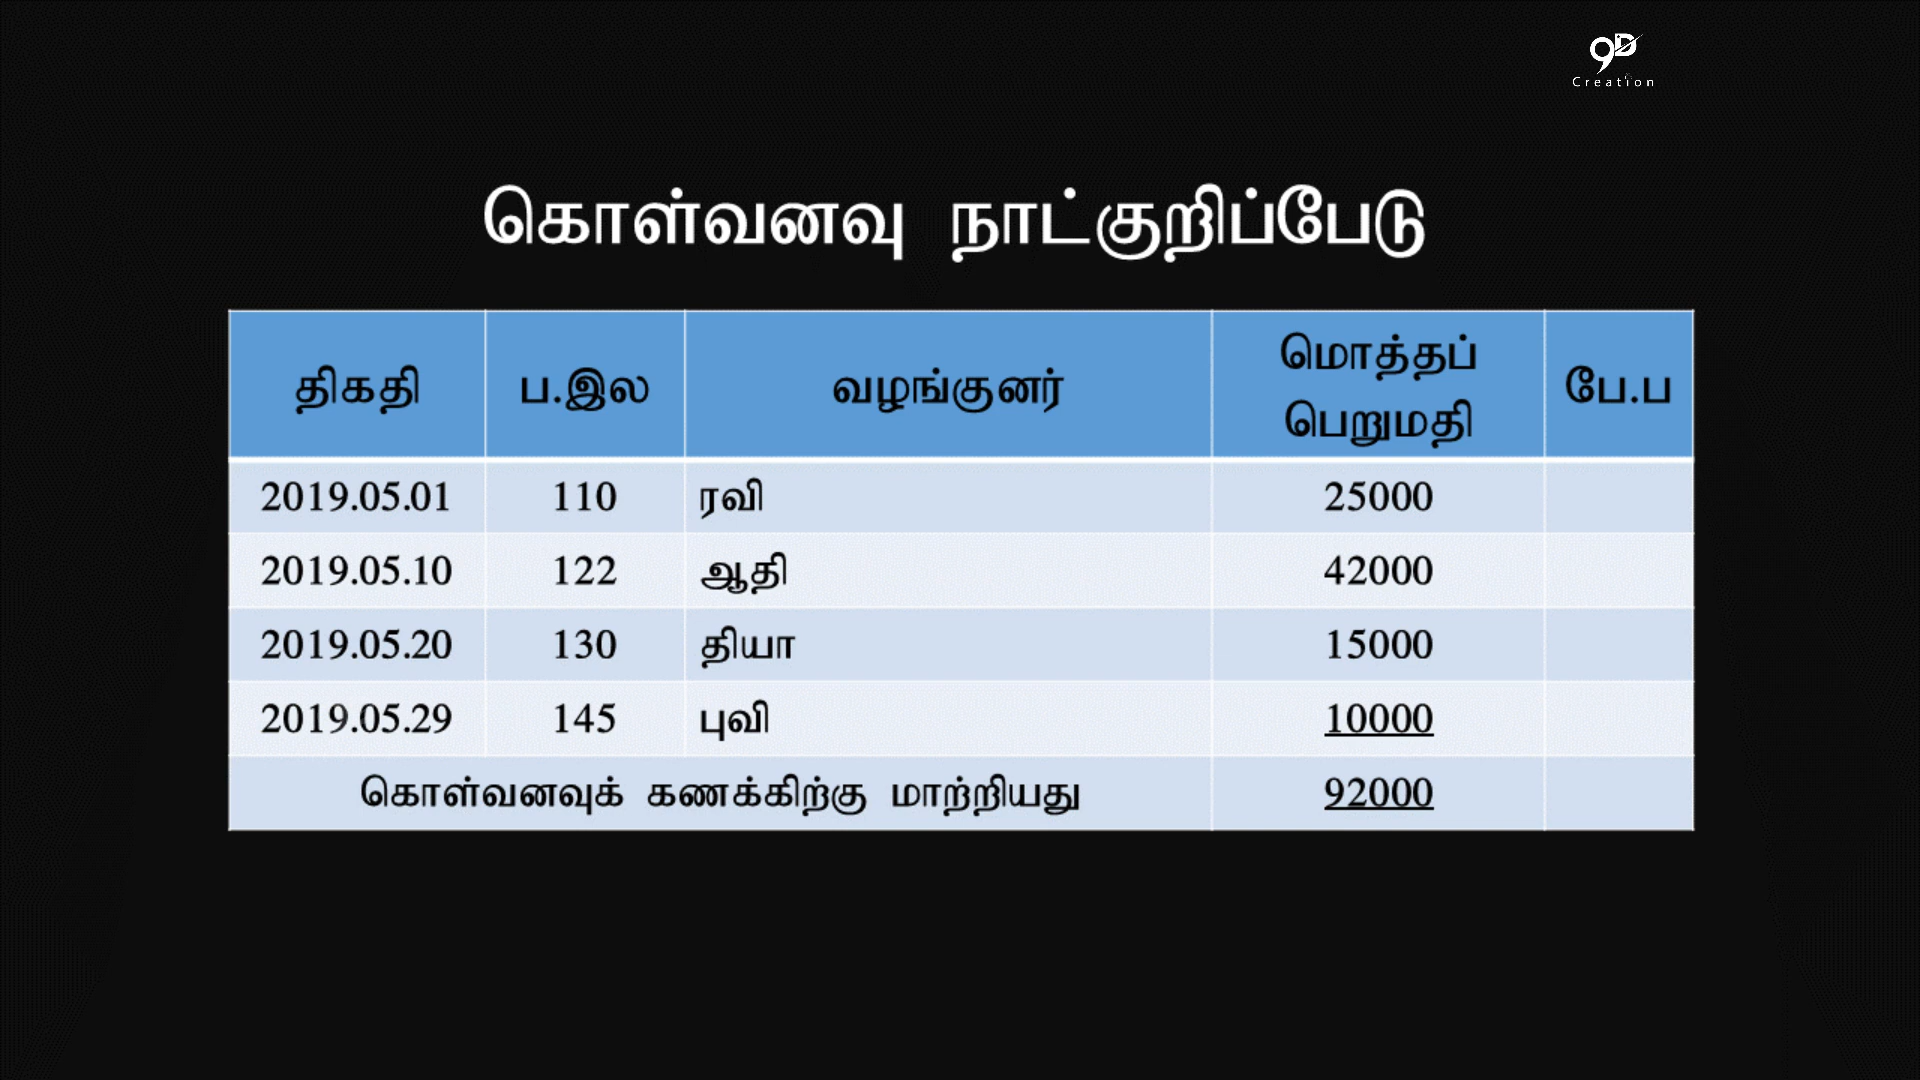 9D
Creation
கொள்வனவு நாட்குறிப்பேடு
திகதி ப.இல வழங்குனர் மொத்தப் பெறுமதி பே.ப
2019.05.01 110 ரவி 25000
2019.05.10 122 ஆதி 42000
2019.05.20 130 தியா 15000
2019.05.29 145 புவி 10000
கொள்வனவுக் கணக்கிற்கு மாற்றியது 92000